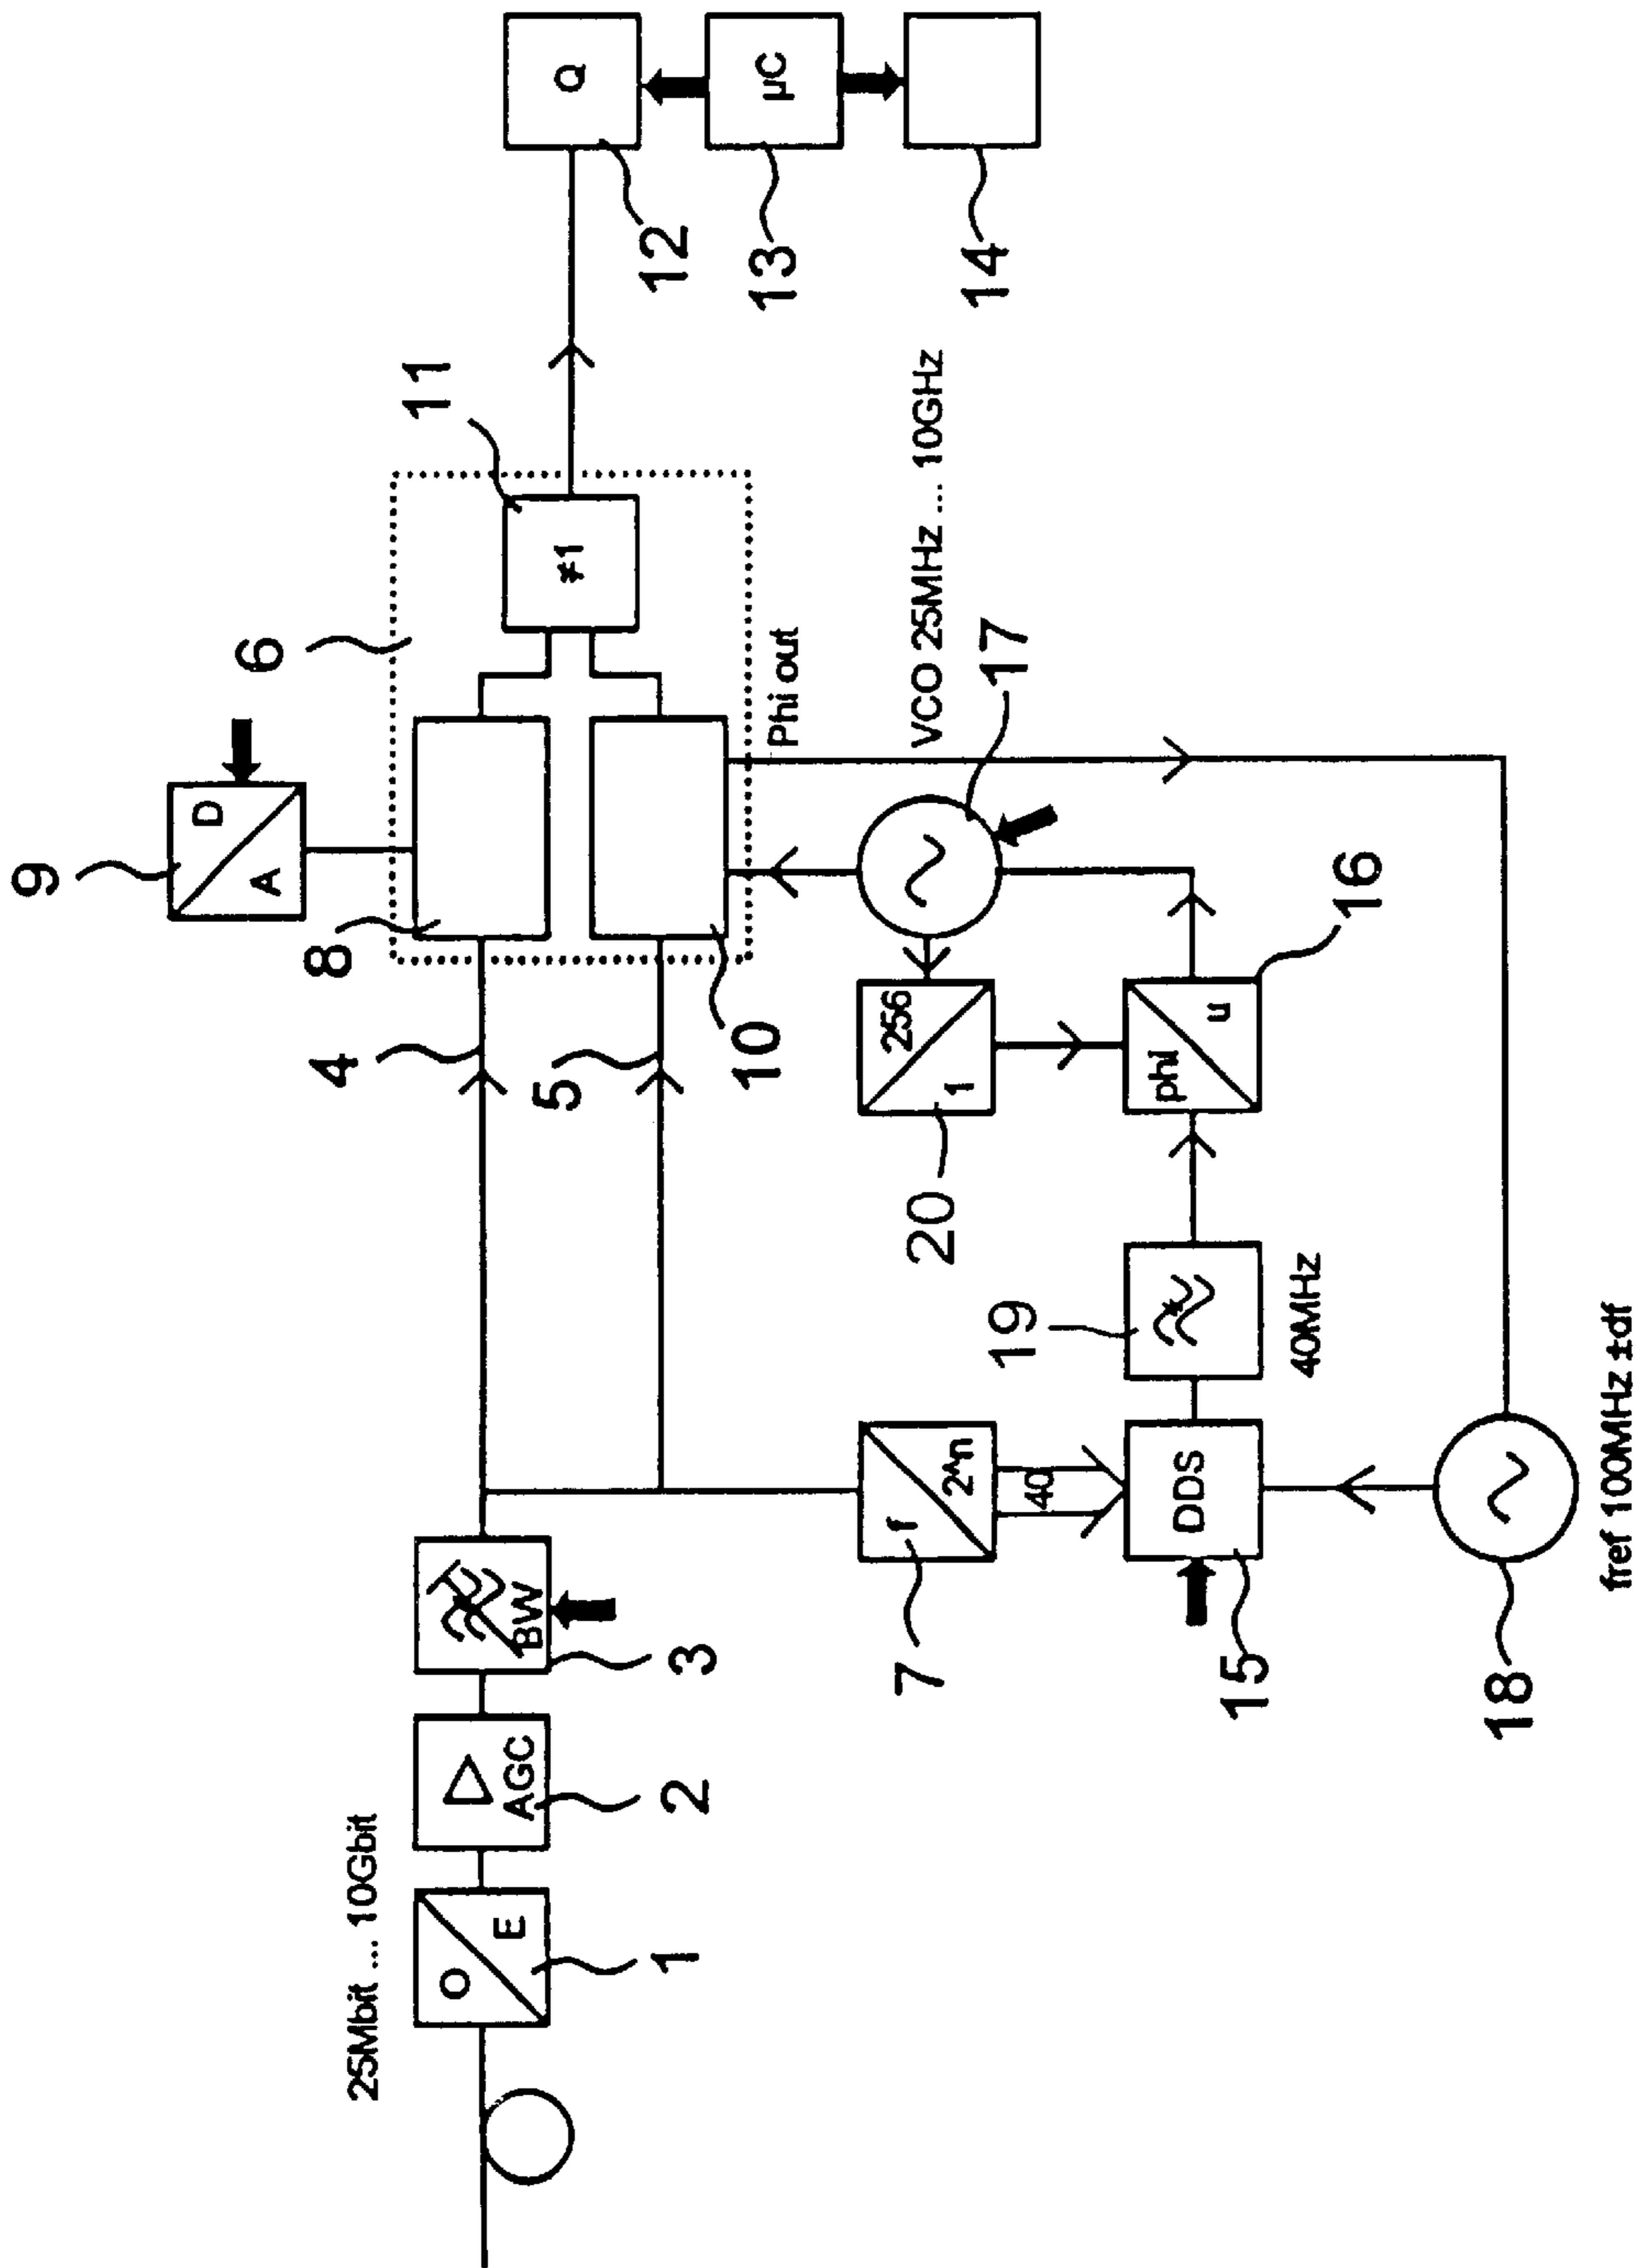 25Mbit ... 10Gbit
O
E
1
AGC
2
BW
3
4
5
6
D
A
9
8
10
≠1
11
Q
12
µC
13
14
Phi out
VCO 25MHz ... 10GHz
17
256
1
20
phi
u
16
f
2^n
7
40
DDS
15
19
40MHz
18
fref 100MHz ±df